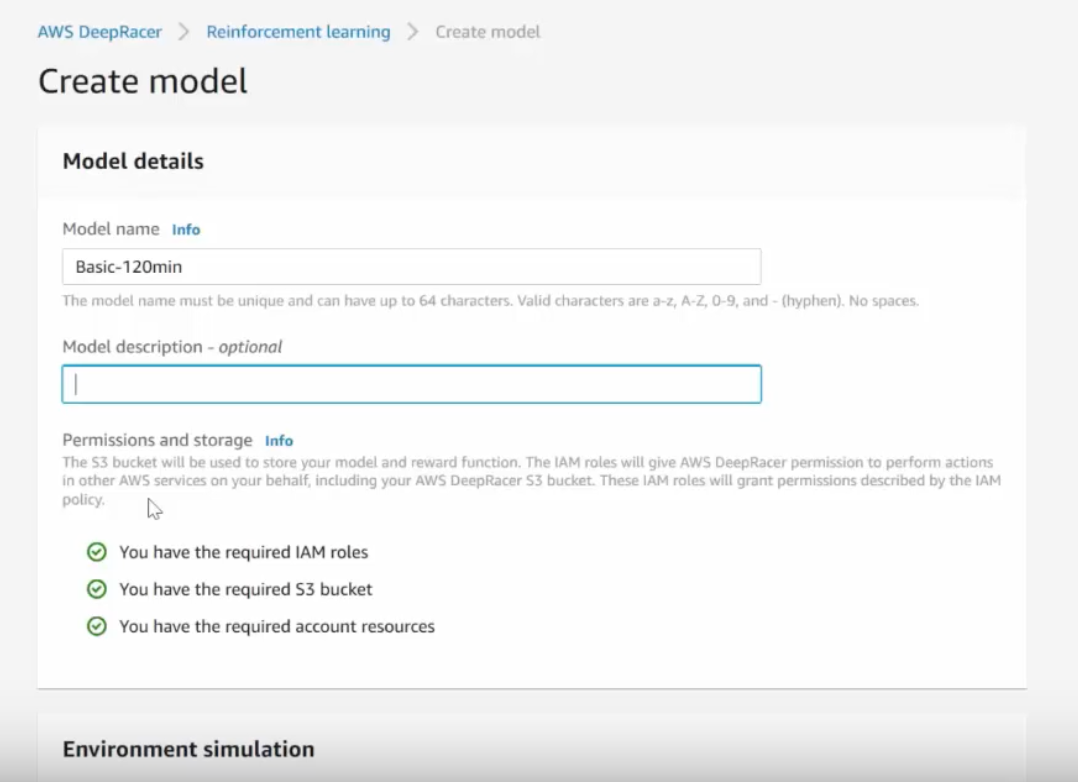 AWS DeepRacer > Reinforcement learning > Create model
Create model
Model details
Model name Info
Basic-120min
The model name must be unique and can have up to 64 characters. Valid characters are a-z, A-Z, 0-9, and - (hyphen). No spaces.
Model description - optional
Permissions and storage Info
The S3 bucket will be used to store your model and reward function. The IAM roles will give AWS DeepRacer permission to perform actions
in other AWS services on your behalf, including your AWS DeepRacer S3 bucket. These IAM roles will grant permissions described by the IAM
policy.
You have the required IAM roles
You have the required S3 bucket
You have the required account resources
Environment simulation